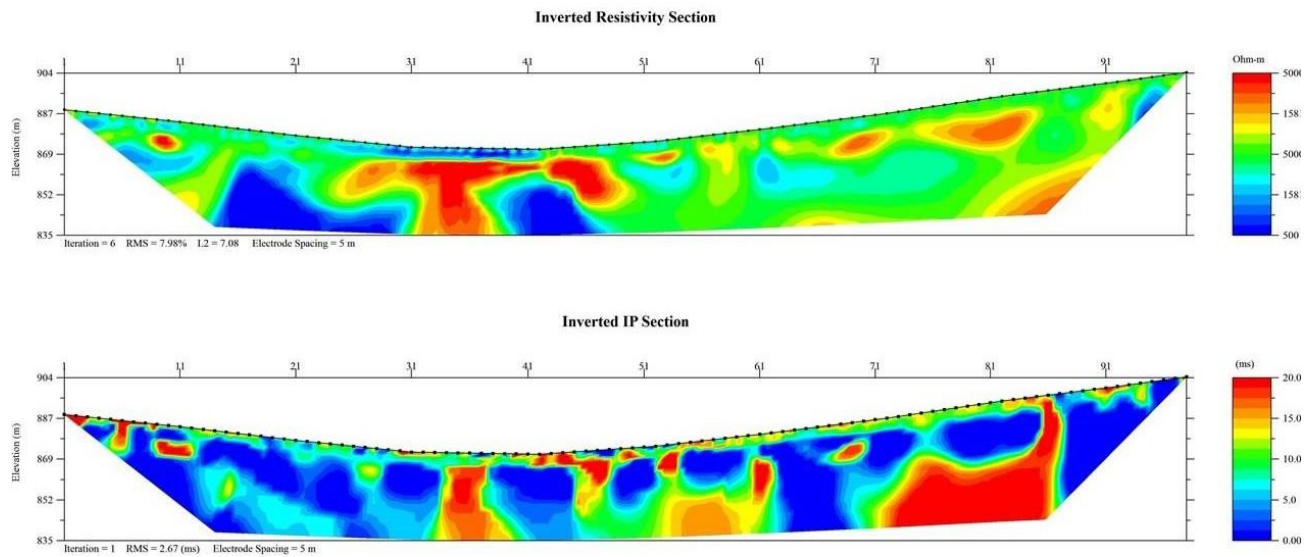 Inverted Resistivity Section
Ohm-m
1 11 21 31 41 51 61 71 81 91
904
887
869
852
835
Elevation (m)
5000
1581
5000
1581
500
Iteration = 6 RMS = 7.98% L2 = 7.08 Electrode Spacing = 5 m
Inverted IP Section
(ms)
1 11 21 31 41 51 61 71 81 91
904
887
869
852
835
Elevation (m)
20.0
15.0
10.0
5.0
0.00
Iteration = 1 RMS = 2.67 (ms) Electrode Spacing = 5 m